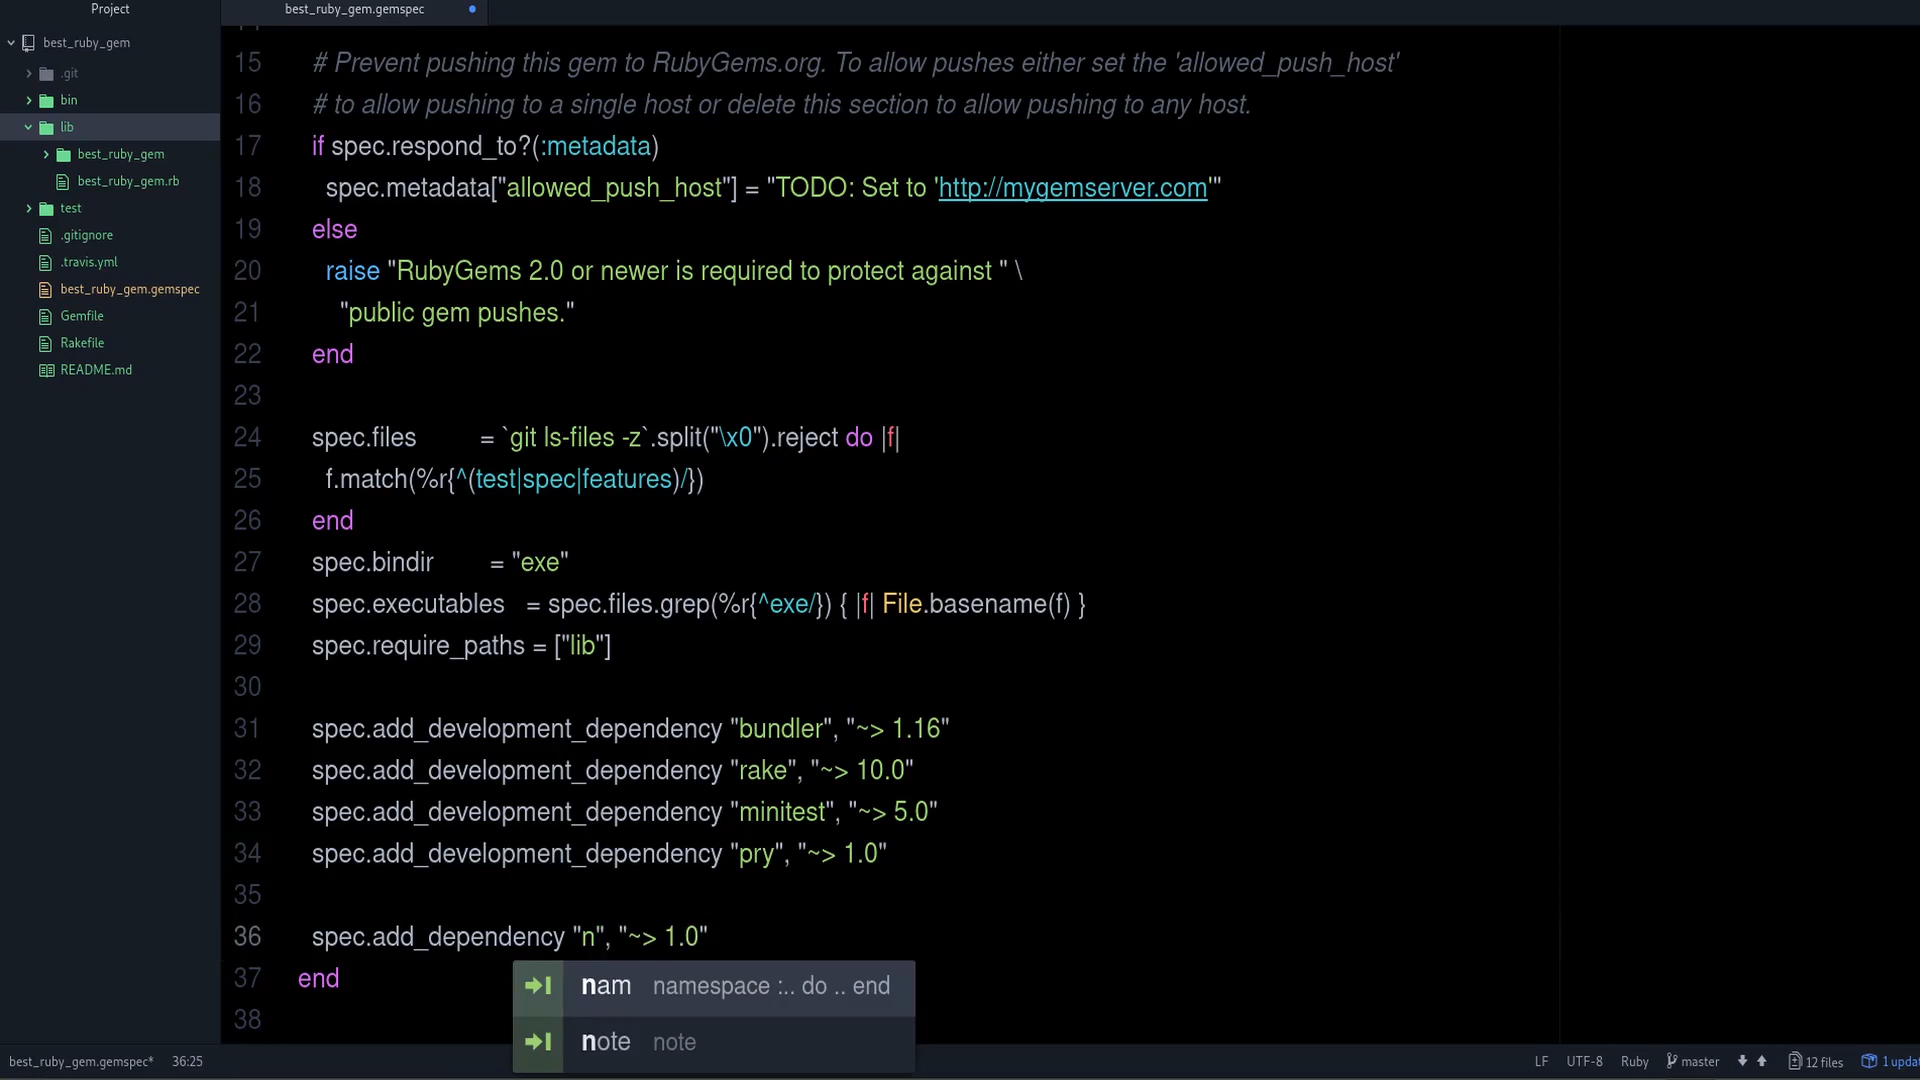 Project
best_ruby_gem.gemspec
best_ruby_gem
.git
bin
lib
best_ruby_gem
best_ruby_gem.rb
test
.gitignore
.travis.yml
best_ruby_gem.gemspec
Gemfile
Rakefile
README.md
15 # Prevent pushing this gem to RubyGems.org. To allow pushes either set the 'allowed_push_host'
16 # to allow pushing to a single host or delete this section to allow pushing to any host.
17 if spec.respond_to?(:metadata)
18 spec.metadata["allowed_push_host"] = "TODO: Set to 'http://mygemserver.com'"
19 else
20 raise "RubyGems 2.0 or newer is required to protect against " \
21 "public gem pushes."
22 end
23
24 spec.files = `git ls-files -z`.split("\x0").reject do |f|
25 f.match(%r{^(test|spec|features)/})
26 end
27 spec.bindir = "exe"
28 spec.executables = spec.files.grep(%r{^exe/}) { |f| File.basename(f) }
29 spec.require_paths = ["lib"]
30
31 spec.add_development_dependency "bundler", "~> 1.16"
32 spec.add_development_dependency "rake", "~> 10.0"
33 spec.add_development_dependency "minitest", "~> 5.0"
34 spec.add_development_dependency "pry", "~> 1.0"
35
36 spec.add_dependency "n", "~> 1.0"
37 end
nam namespace :.. do .. end
38
note note
best_ruby_gem.gemspec* 36:25 LF UTF-8 Ruby master 12 files 1 upda